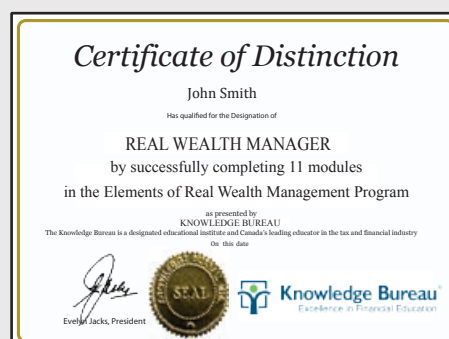 Certificate of Distinction
John Smith
Has qualified for the Designation of
REAL WEALTH MANAGER
by successfully completing 11 modules
in the Elements of Real Wealth Management Program
as presented by
KNOWLEDGE BUREAU
The Knowledge Bureau is a designated educational institute and Canada's leading educator in the tax and financial industry
On this date
SEAL
Knowledge Bureau
Excellence in Financial Education
Evelyn Jacks, President